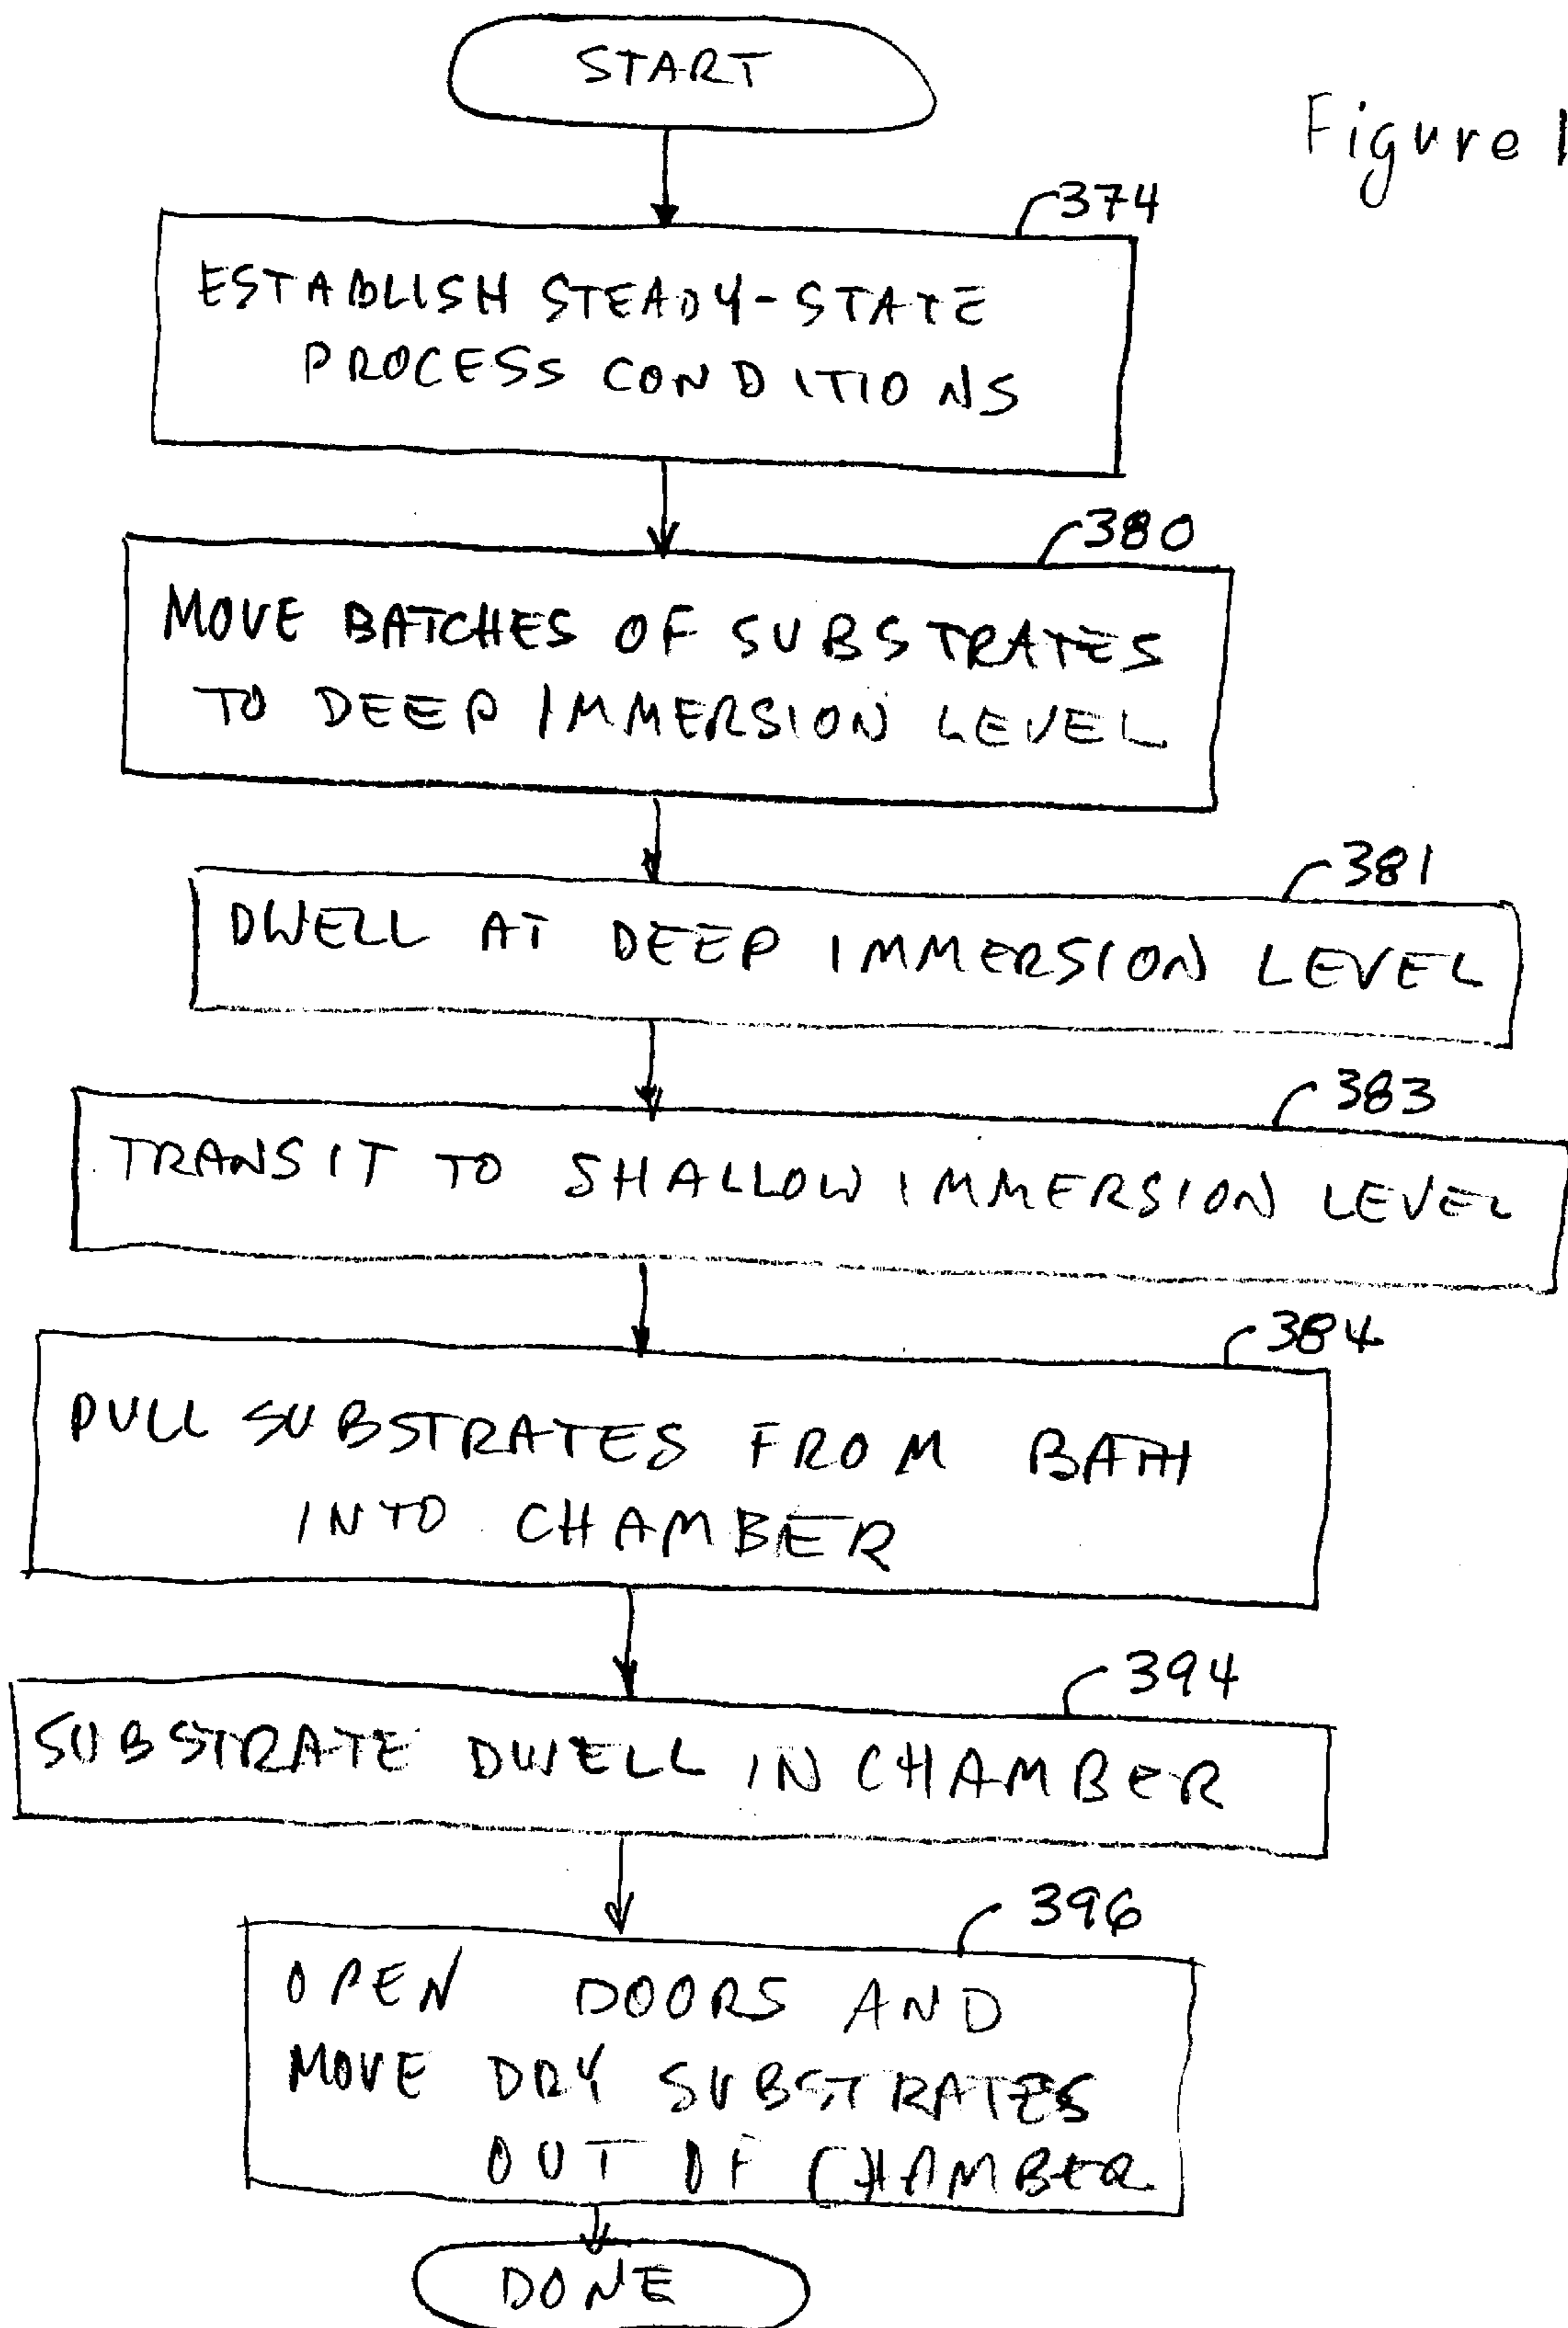 START
Figure 1
374
ESTABLISH STEADY-STATE
PROCESS CONDITIONS
380
MOVE BATCHES OF SUBSTRATES
TO DEEP IMMERSION LEVEL
381
DWELL AT DEEP IMMERSION LEVEL
383
TRANSIT TO SHALLOW IMMERSION LEVEL
384
PULL SUBSTRATES FROM BATH
INTO CHAMBER
394
SUBSTRATE DWELL IN CHAMBER
396
OPEN DOORS AND
MOVE DRY SUBSTRATES
OUT OF CHAMBER
DONE